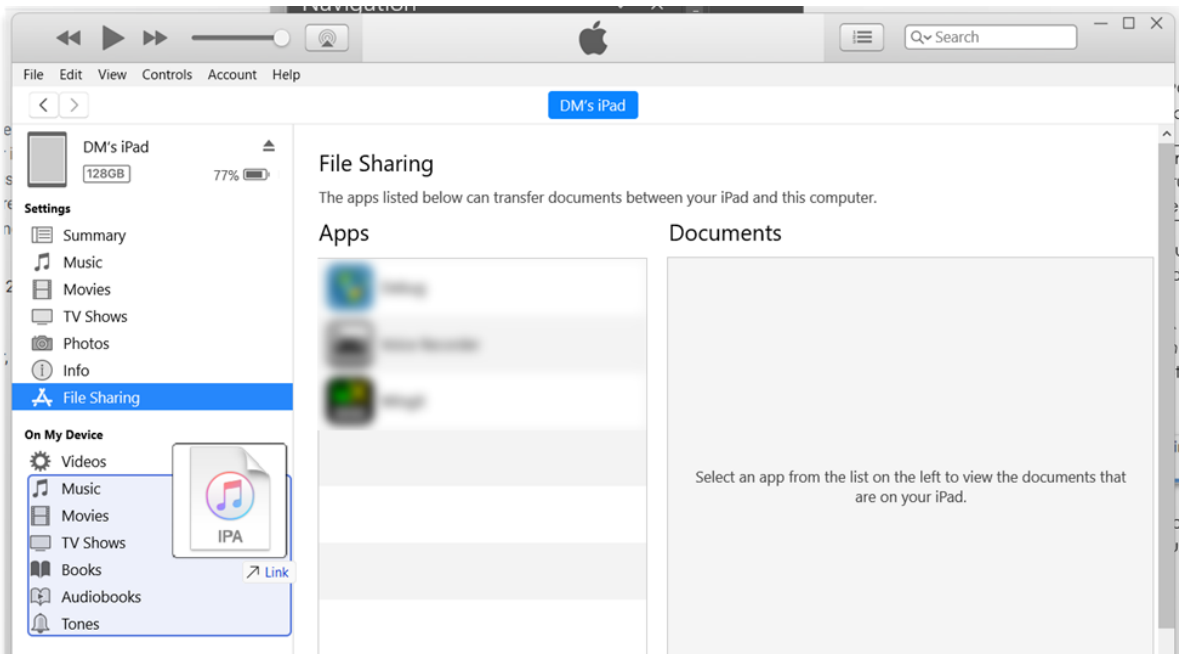 Navigation
Search
File Edit View Controls Account Help
DM's iPad
DM's iPad
128GB 77%
Settings
Summary
Music
Movies
TV Shows
Photos
Info
File Sharing
On My Device
Videos
Music
Movies
TV Shows
Books
Audiobooks
Tones
IPA
Link
File Sharing
The apps listed below can transfer documents between your iPad and this computer.
Apps
Documents
Select an app from the list on the left to view the documents that
are on your iPad.